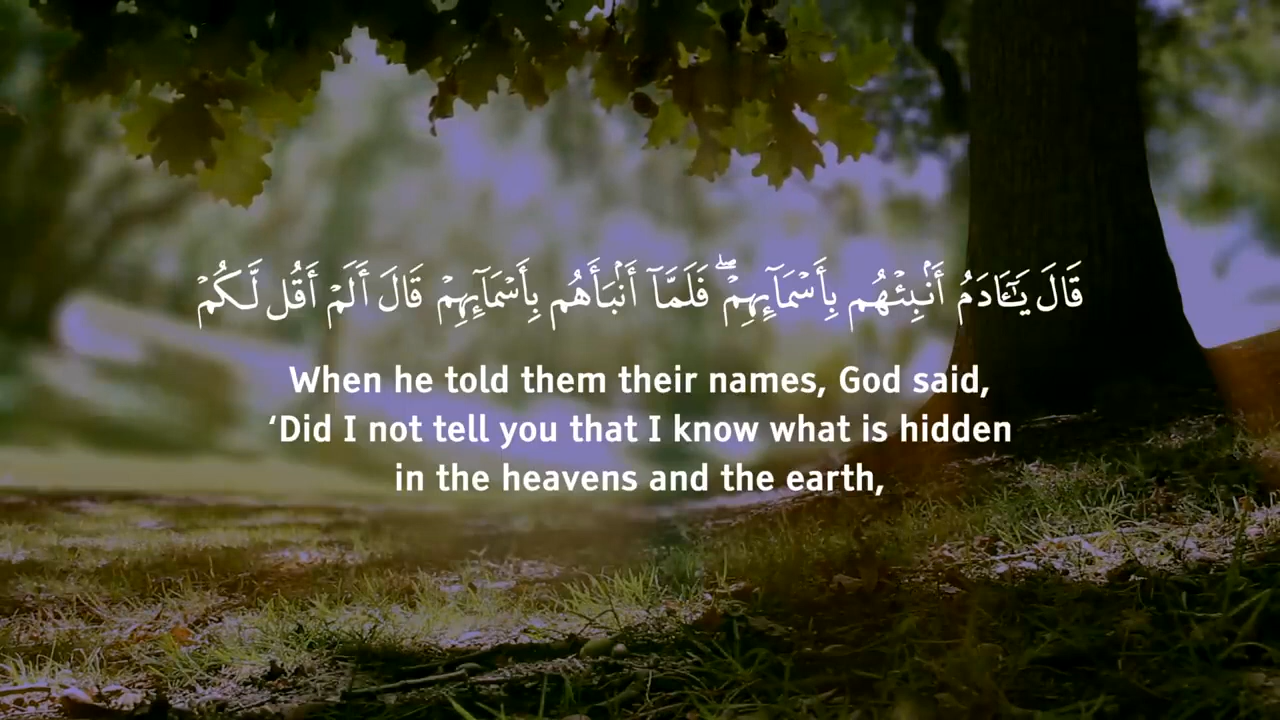 قَالَ يَـٰٓـَٔادَمُ أَنۢبِئْهُم بِأَسْمَآئِهِمْ ۖ فَلَمَّآ أَنۢبَأَهُم بِأَسْمَآئِهِمْ قَالَ أَلَمْ أَقُل لَّكُمْ
When he told them their names, God said,
‘Did I not tell you that I know what is hidden
in the heavens and the earth,